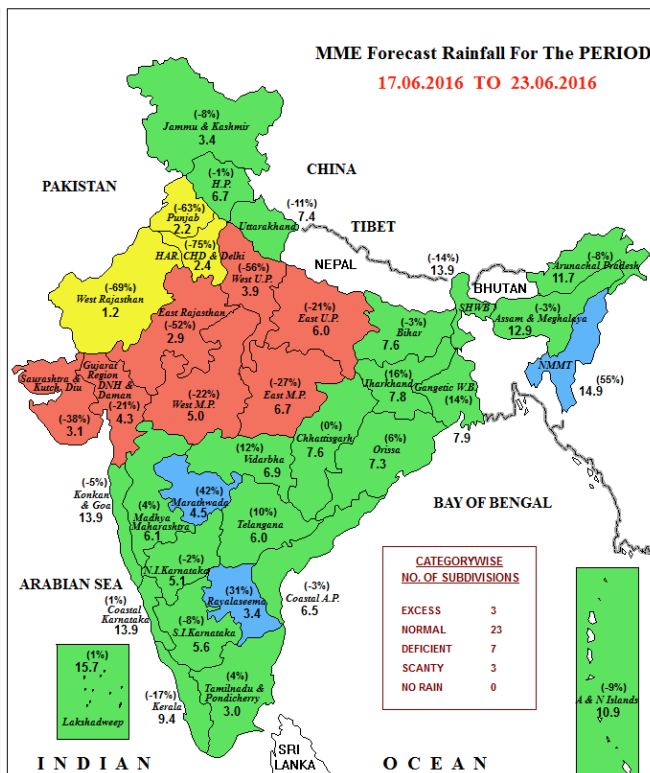 MME Forecast Rainfall For The PERIOD
17.06.2016 TO 23.06.2016
(-8%)
Jammu & Kashmir
3.4
CHINA
(-1%)
H.P.
6.7
PAKISTAN
(-63%)
Punjab
2.2
(-11%)
7.4
Uttarakhand
TIBET
(-75%)
HAR. CHD & Delhi
2.4
NEPAL
(-56%)
West U.P.
3.9
(-14%)
13.9
BHUTAN
(-8%)
Arunachal Pradesh
11.7
(-69%)
West Rajasthan
1.2
East Rajasthan
(-52%)
2.9
(-21%)
East U.P.
6.0
(-3%)
Bihar
7.6
SHWB
(-3%)
Assam & Meghalaya
12.9
NMMT
(55%)
14.9
Saurashtra &
Kutch, Diu
(-38%)
3.1
Gujarat
Region
DNH &
Daman
(-21%)
4.3
(-22%)
West M.P.
5.0
(-27%)
East M.P.
6.7
(16%)
Jharkhand
7.8
Gangetic W.B.
(14%)
7.9
(0%)
Chhattisgarh
7.6
(6%)
Orissa
7.3
(12%)
Vidarbha
6.9
(-5%)
Konkan
& Goa
13.9
(42%)
Marathwada
4.5
(4%)
Madhya
Maharashtra
6.1
(10%)
Telangana
6.0
BAY OF BENGAL
ARABIAN SEA
(-2%)
N.I.Karnataka
5.1
(31%)
Rayalaseema
3.4
(-3%)
Coastal A.P.
6.5
(1%)
Coastal
Karnataka
13.9
(-8%)
S.I.Karnataka
5.6
CATEGORYWISE
NO. OF SUBDIVISIONS
EXCESS 3
NORMAL 23
DEFICIENT 7
SCANTY 3
NO RAIN 0
(1%)
15.7
Lakshadweep
(-17%)
Kerala
9.4
(4%)
Tamilnadu &
Pondicherry
3.0
(-9%)
A & N Islands
10.9
SRI
LANKA
INDIAN OCEAN